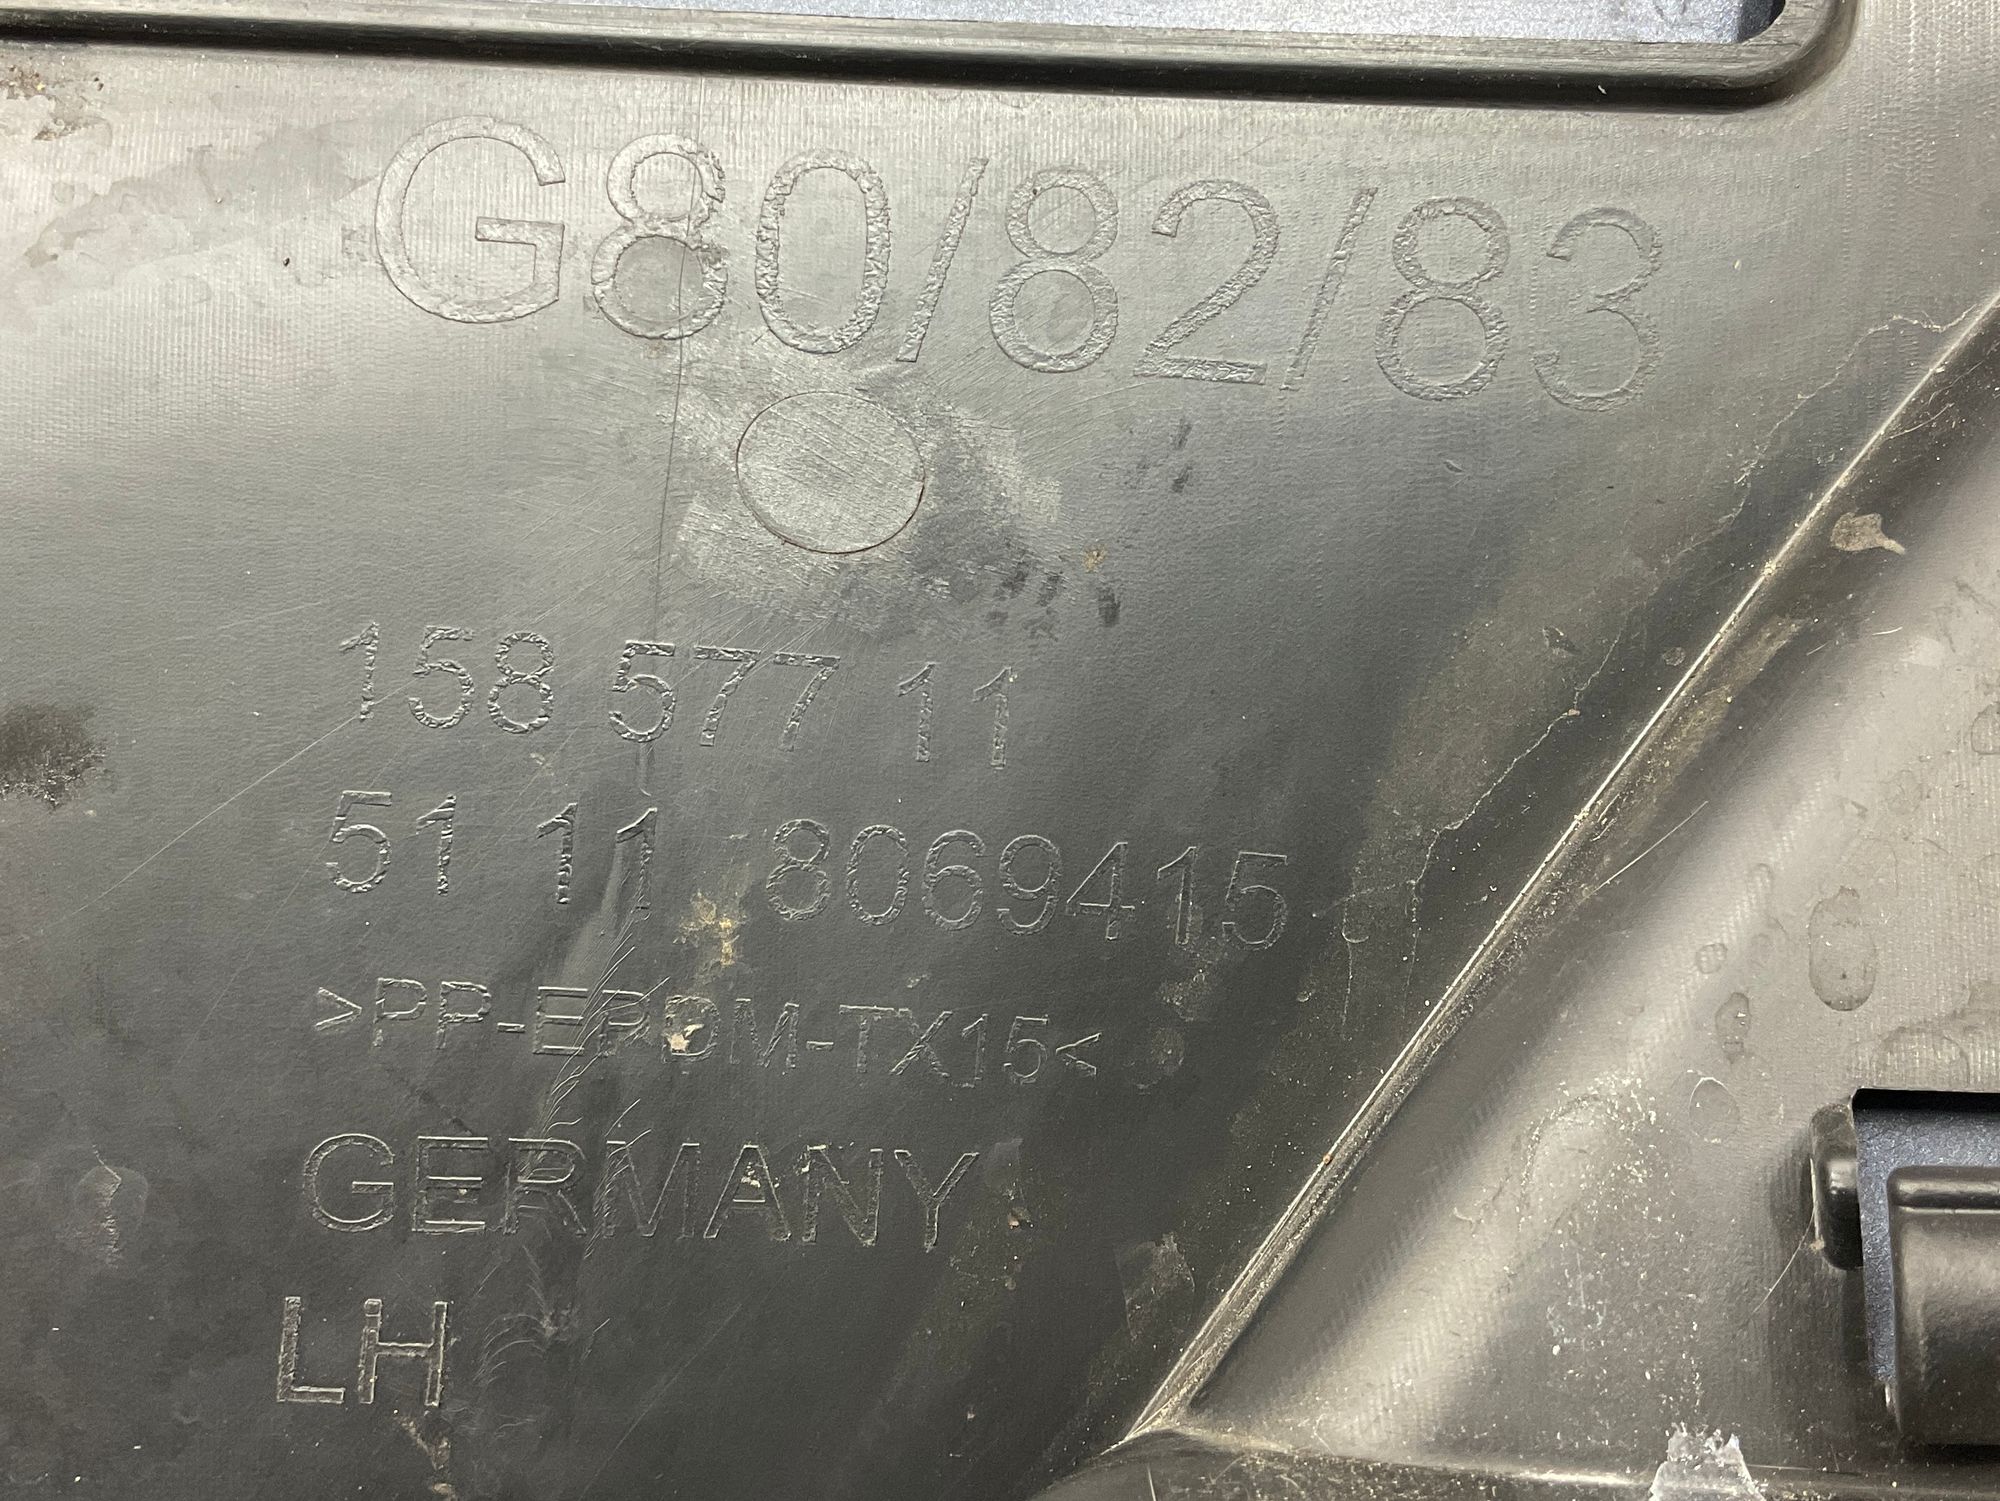 G80/82/83
158 577 11
51 11 8069415
>PP-EPDM-TX15<
GERMANY
LH